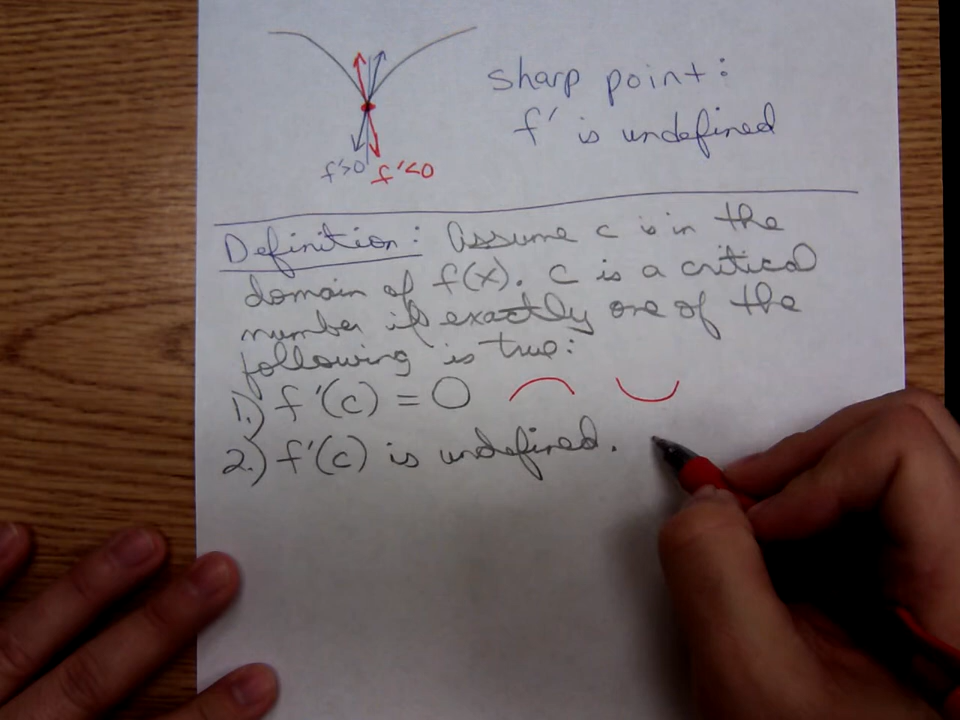 sharp point:
f' is undefined
f'>0 f'<0
Definition: Assume c is in the
domain of f(x). c is a critical
number if exactly one of the
following is true:
1.) f'(c) = 0
2.) f'(c) is undefined.